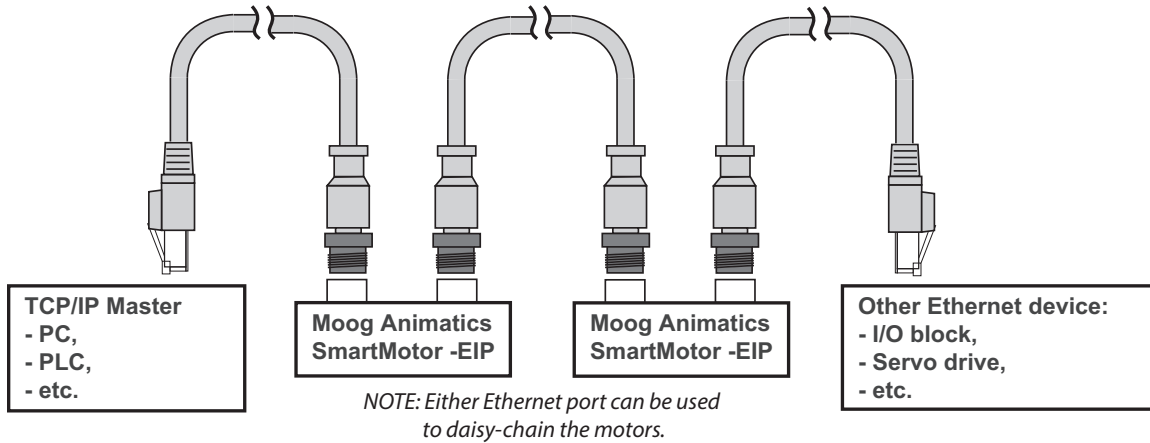 TCP/IP Master
- PC,
- PLC,
- etc.
Moog Animatics
SmartMotor -EIP
Moog Animatics
SmartMotor -EIP
Other Ethernet device:
- I/O block,
- Servo drive,
- etc.
NOTE: Either Ethernet port can be used
to daisy-chain the motors.